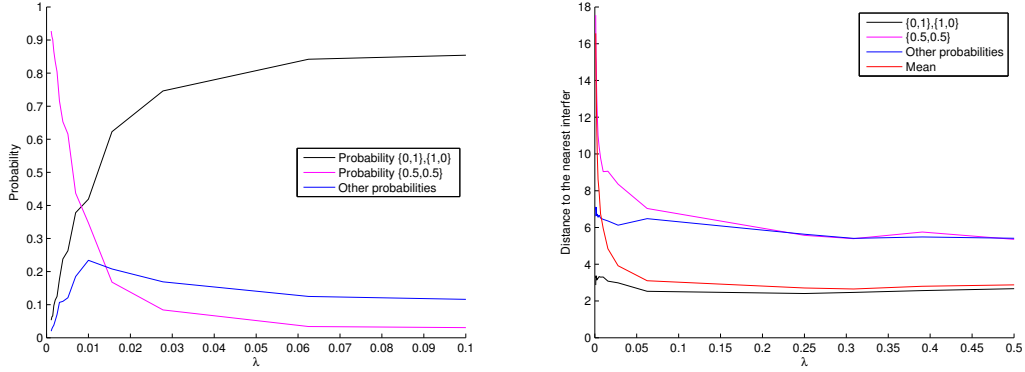 1
0.9
0.8
0.7
0.6
0.5
0.4
0.3
0.2
0.1
0
Probability
Probability {0,1},{1,0}
Probability {0.5,0.5}
Other probabilities
0 0.01 0.02 0.03 0.04 0.05 0.06 0.07 0.08 0.09 0.1
λ
18
16
14
12
10
8
6
4
2
0
Distance to the nearest interfer
{0,1},{1,0}
{0.5,0.5}
Other probabilities
Mean
0 0.05 0.1 0.15 0.2 0.25 0.3 0.35 0.4 0.45 0.5
λ